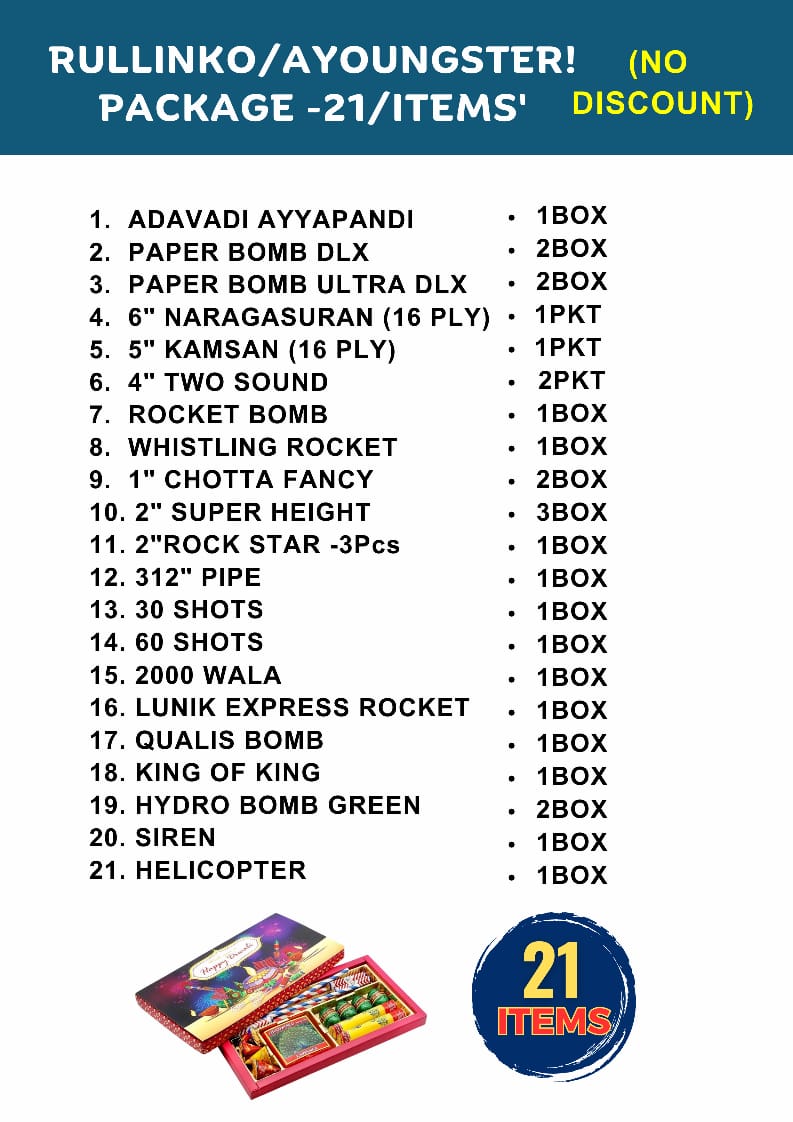 RULLINKO/AYOUNGSTER! (NO
PACKAGE -21/ITEMS' DISCOUNT)
1. ADAVADI AYYAPANDI • 1BOX
2. PAPER BOMB DLX • 2BOX
3. PAPER BOMB ULTRA DLX • 2BOX
4. 6" NARAGASURAN (16 PLY) • 1PKT
5. 5" KAMSAN (16 PLY) • 1PKT
6. 4" TWO SOUND • 2PKT
7. ROCKET BOMB • 1BOX
8. WHISTLING ROCKET • 1BOX
9. 1" CHOTTA FANCY • 2BOX
10. 2" SUPER HEIGHT • 3BOX
11. 2"ROCK STAR -3Pcs • 1BOX
12. 312" PIPE • 1BOX
13. 30 SHOTS • 1BOX
14. 60 SHOTS • 1BOX
15. 2000 WALA • 1BOX
16. LUNIK EXPRESS ROCKET • 1BOX
17. QUALIS BOMB • 1BOX
18. KING OF KING • 1BOX
19. HYDRO BOMB GREEN • 2BOX
20. SIREN • 1BOX
21. HELICOPTER • 1BOX
Happy Diwali
21
ITEMS